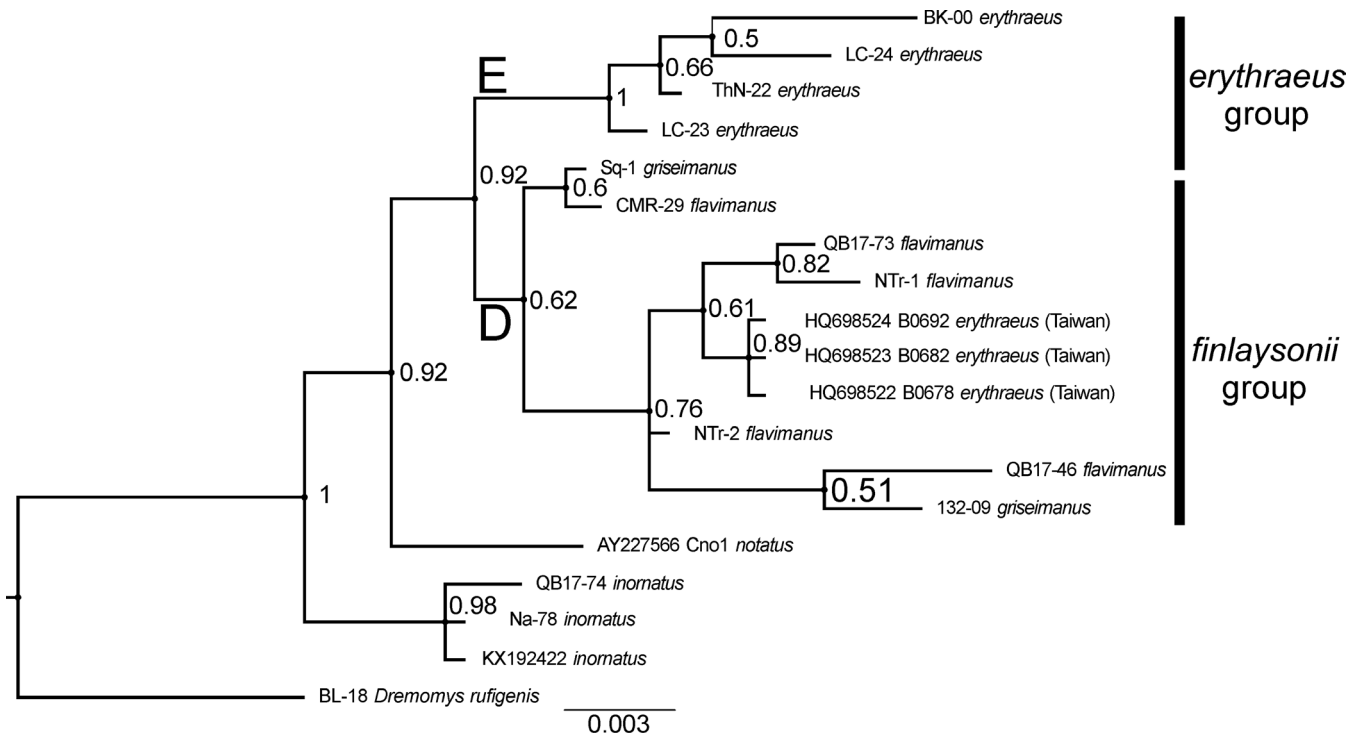 BK-00 erythraeus
0.5
LC-24 erythraeus
E
0.66
erythraeus
group
ThN-22 erythraeus
1
LC-23 erythraeus
0.92
Sq-1 griseimanus
0.6
CMR-29 flavimanus
QB17-73 flavimanus
0.82
NTr-1 flavimanus
D
0.62
0.61
HQ698524 B0692 erythraeus (Taiwan)
0.89
HQ698523 B0682 erythraeus (Taiwan)
finlaysonii
group
HQ698522 B0678 erythraeus (Taiwan)
0.92
0.76
NTr-2 flavimanus
QB17-46 flavimanus
0.51
132-09 griseimanus
1
AY227566 Cno1 notatus
QB17-74 inornatus
0.98
Na-78 inornatus
KX192422 inornatus
BL-18 Dremomys rufigenis
0.003